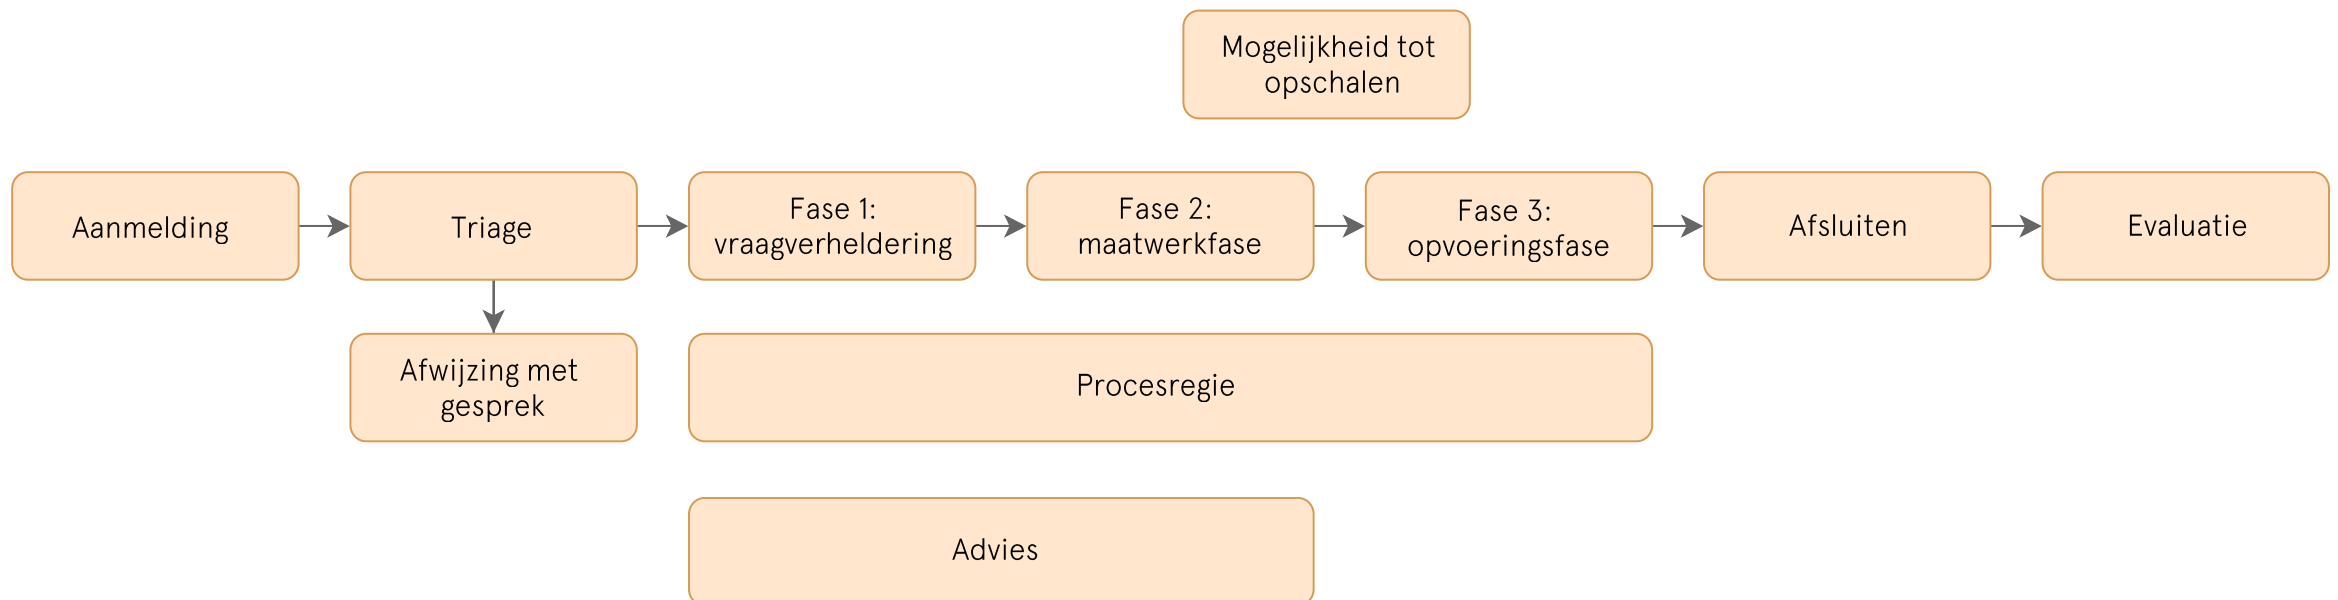 Mogelijkheid tot
opschalen
Aanmelding
Triage
Fase 1:
vraagverheldering
Fase 2:
maatwerkfase
Fase 3:
opvoeringsfase
Afsluiten
Evaluatie
Afwijzing met
gesprek
Procesregie
Advies